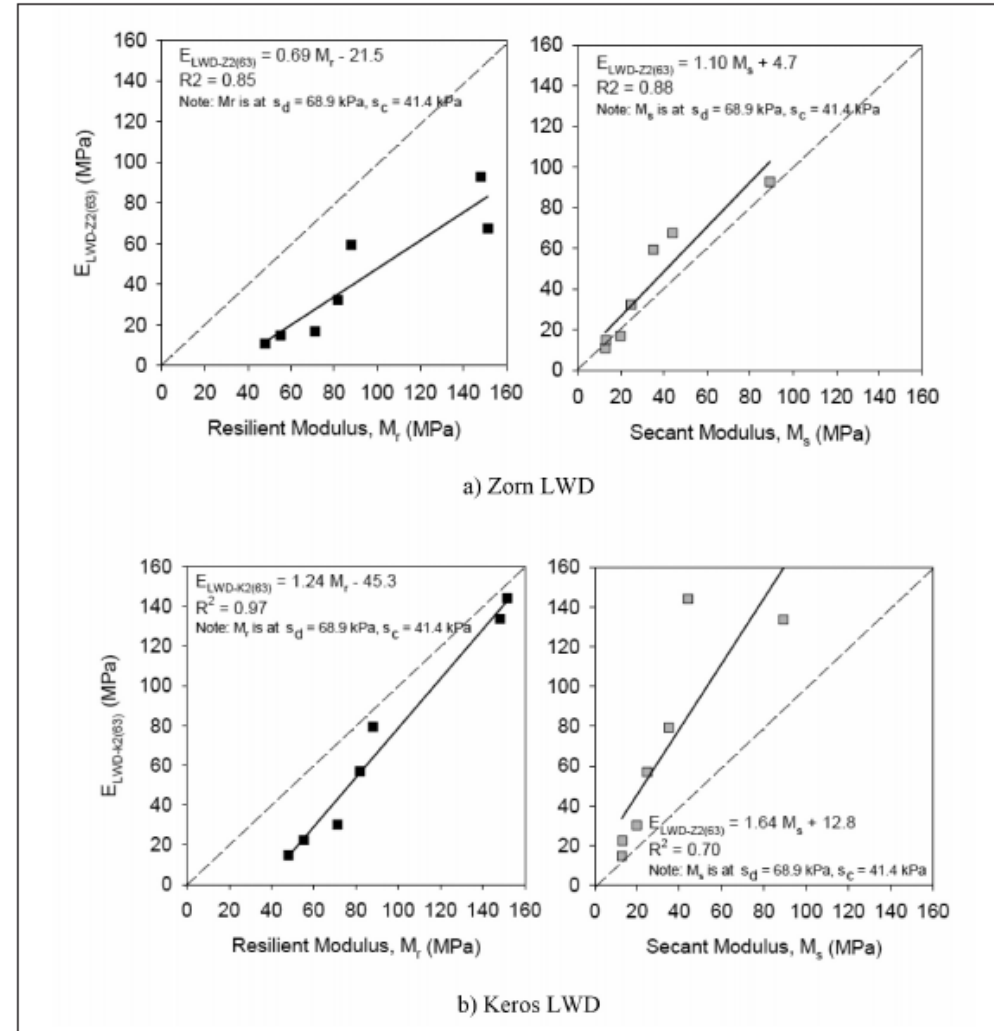 E_LWD-Z2(63) = 0.69 M_r - 21.5
R2 = 0.85
Note: Mr is at s_d = 68.9 kPa, s_c = 41.4 kPa
E_LWD-Z2(63) (MPa)
160
140
120
100
80
60
40
20
0
0 20 40 60 80 100 120 140 160
Resilient Modulus, M_r (MPa)
E_LWD-Z2(63) = 1.10 M_s + 4.7
R2 = 0.88
Note: M_s is at s_d = 68.9 kPa, s_c = 41.4 kPa
160
140
120
100
80
60
40
20
0
0 20 40 60 80 100 120 140 160
Secant Modulus, M_s (MPa)
a) Zorn LWD
E_LWD-K2(63) = 1.24 M_r - 45.3
R^2 = 0.97
Note: M_r is at s_d = 68.9 kPa, s_c = 41.4 kPa
E_LWD-k2(63) (MPa)
160
140
120
100
80
60
40
20
0
0 20 40 60 80 100 120 140 160
Resilient Modulus, M_r (MPa)
160
140
120
100
80
60
40
20
0
E_LWD-Z2(63) = 1.64 M_s + 12.8
R^2 = 0.70
Note: M_s is at s_d = 68.9 kPa, s_c = 41.4 kPa
0 20 40 60 80 100 120 140 160
Secant Modulus, M_s (MPa)
b) Keros LWD